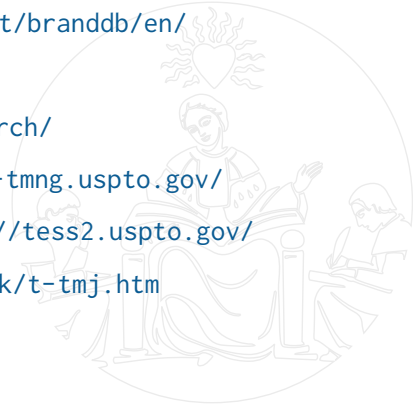 t/branddb/en/
rch/
-tmng.uspto.gov/
//tess2.uspto.gov/
k/t-tmj.htm